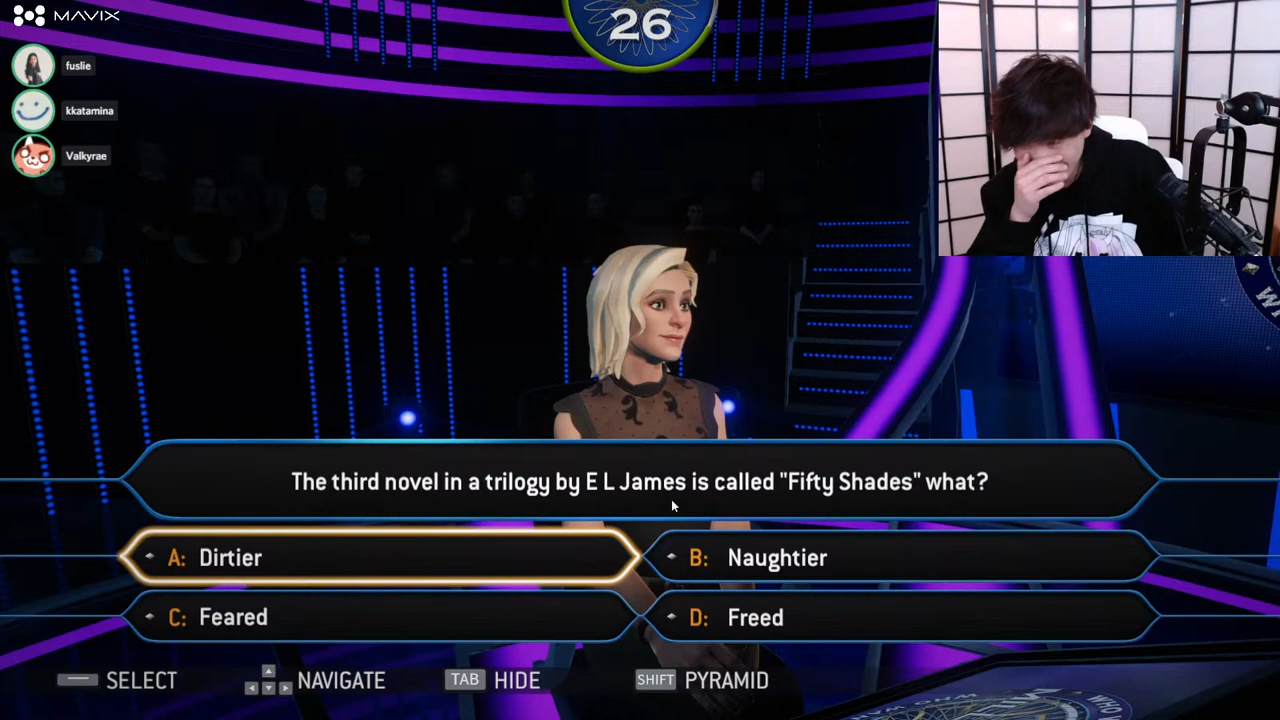 MAVIX
26
fuslie
kkatamina
Valkyrae
The third novel in a trilogy by E L James is called "Fifty Shades" what?
A: Dirtier
B: Naughtier
C: Feared
D: Freed
SELECT
NAVIGATE
TAB HIDE
SHIFT PYRAMID
WHO